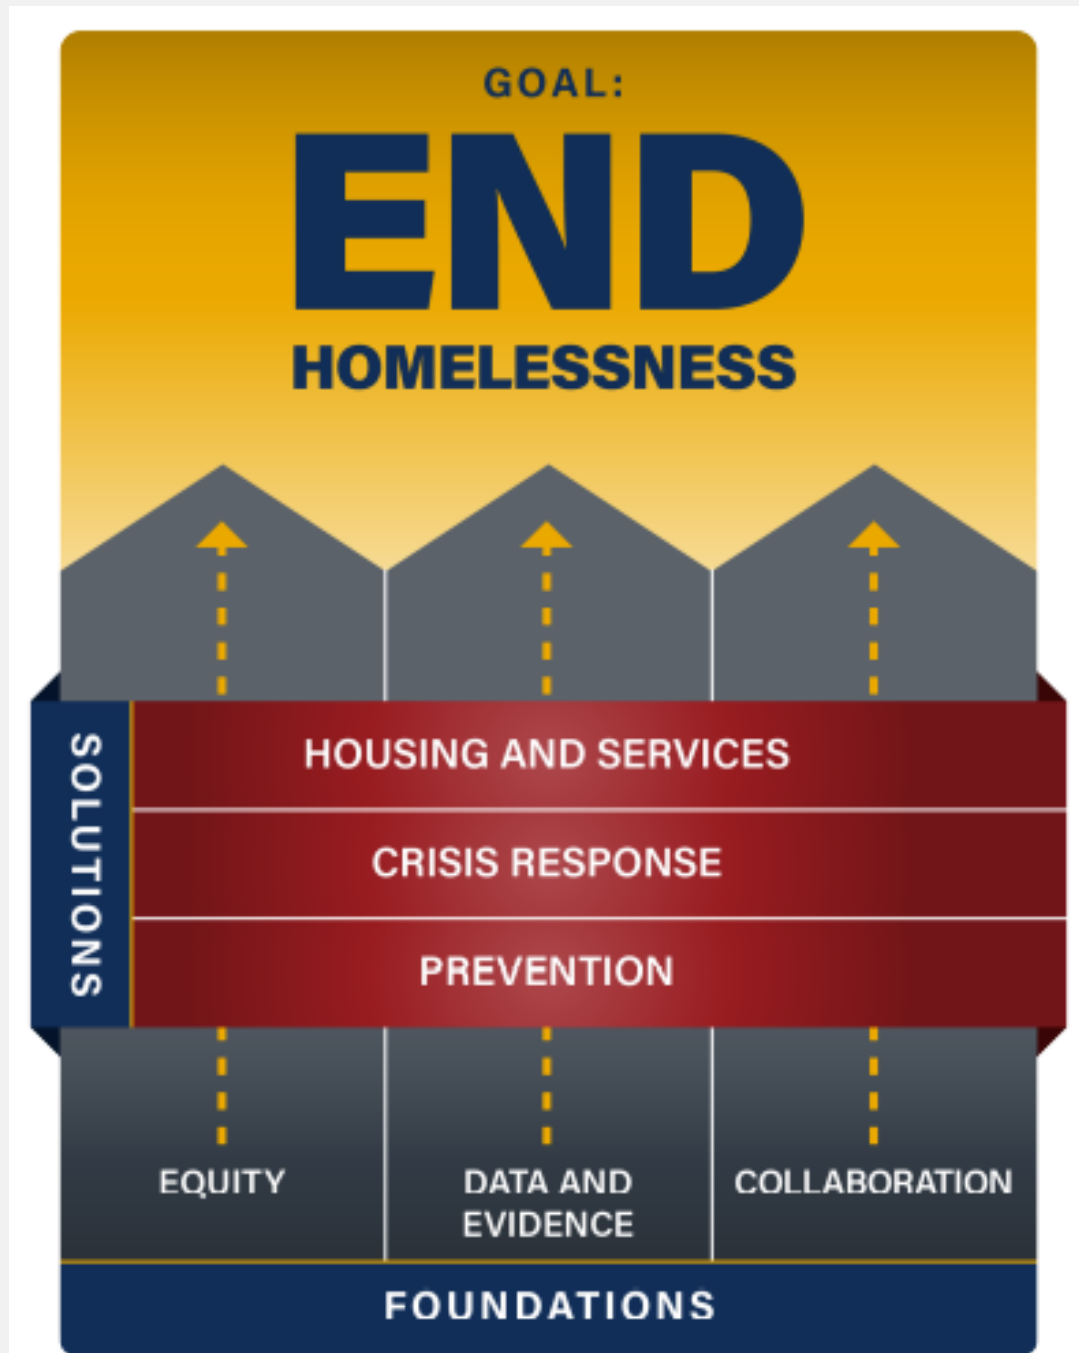 GOAL:
END
HOMELESSNESS
SOLUTIONS
HOUSING AND SERVICES
CRISIS RESPONSE
PREVENTION
EQUITY
DATA AND
EVIDENCE
COLLABORATION
FOUNDATIONS